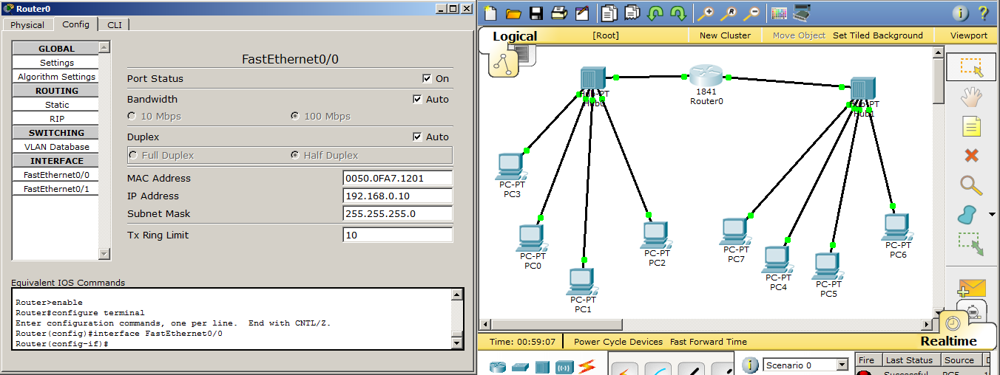 Router0
Physical Config CLI
GLOBAL
Settings
Algorithm Settings
ROUTING
Static
RIP
SWITCHING
VLAN Database
INTERFACE
FastEthernet0/0
FastEthernet0/1
FastEthernet0/0
Port Status On
Bandwidth Auto
10 Mbps 100 Mbps
Duplex Auto
Full Duplex Half Duplex
MAC Address 0050.0FA7.1201
IP Address 192.168.0.10
Subnet Mask 255.255.255.0
Tx Ring Limit 10
Equivalent IOS Commands
Router>enable
Router#configure terminal
Enter configuration commands, one per line. End with CNTL/Z.
Router(config)#interface FastEthernet0/0
Router(config-if)#
Logical [Root] New Cluster Move Object Set Tiled Background Viewport
Hub-PT
Hub0
1841
Router0
Hub-PT
Hub1
PC-PT
PC3
PC-PT
PC0
PC-PT
PC1
PC-PT
PC2
PC-PT
PC7
PC-PT
PC4
PC-PT
PC5
PC-PT
PC6
Time: 00:59:07 Power Cycle Devices Fast Forward Time
Realtime
Scenario 0
Fire Last Status Source
Successful PC5